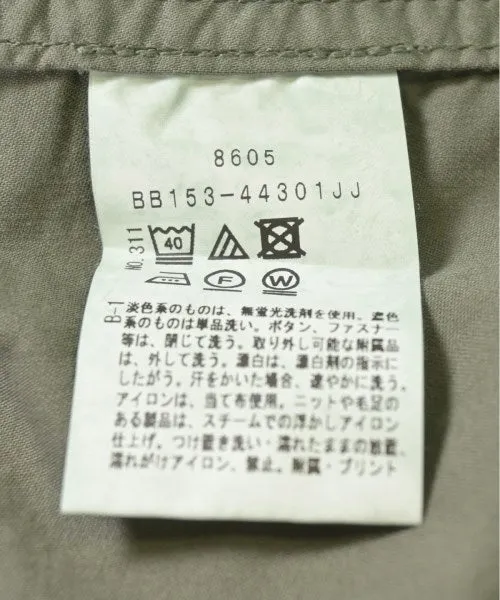 8605
BB153-44301JJ
NO.311
40
F
W
B-1
淡色系のものは、無蛍光洗剤を使用、濃色
系のものは単品洗い。ボタン、ファスナー
等は、閉じて洗う。取り外し可能な附属品
は、外して洗う。漂白は、漂白剤の指示に
したがう。汗をかいた場合、速やかに洗う。
アイロンは、当て布使用。ニットや毛足の
ある製品は、スチームでの浮かしアイロン
仕上げ。つけ置き洗い・濡れたままの放置、
濡れがけアイロン、禁止。附属・プリント